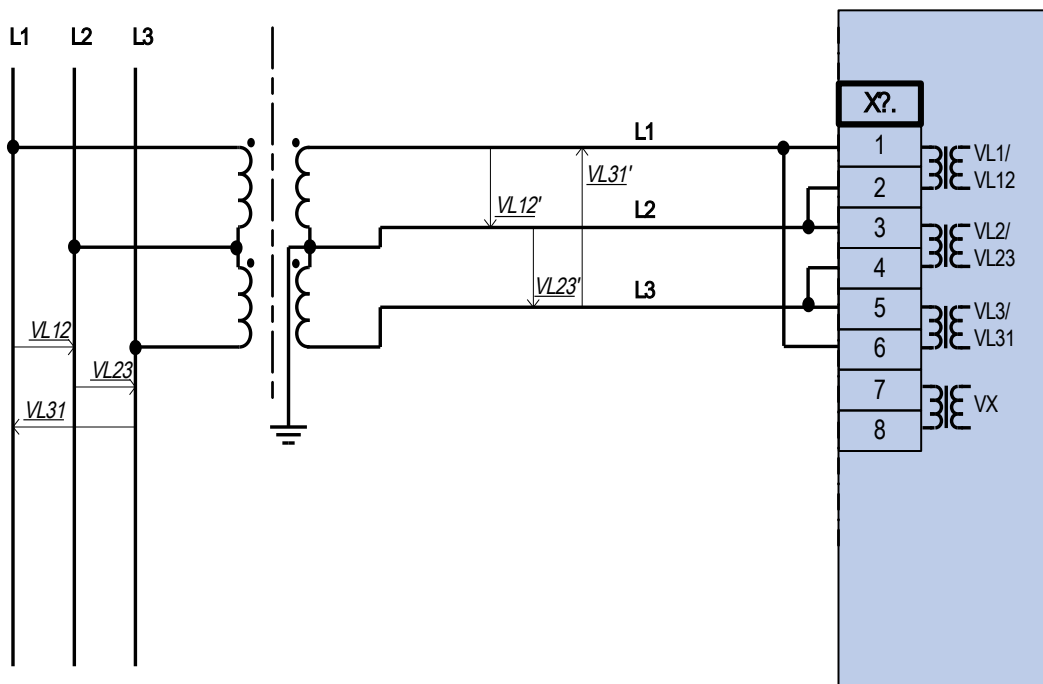 L1 L2 L3
X?.
L1
1
VL1/
VL12
2
VL31'
VL12'
L2
3
VL2/
VL23
4
VL23'
L3
5
VL3/
VL31
6
VL12
VL23
VL31
7
VX
8